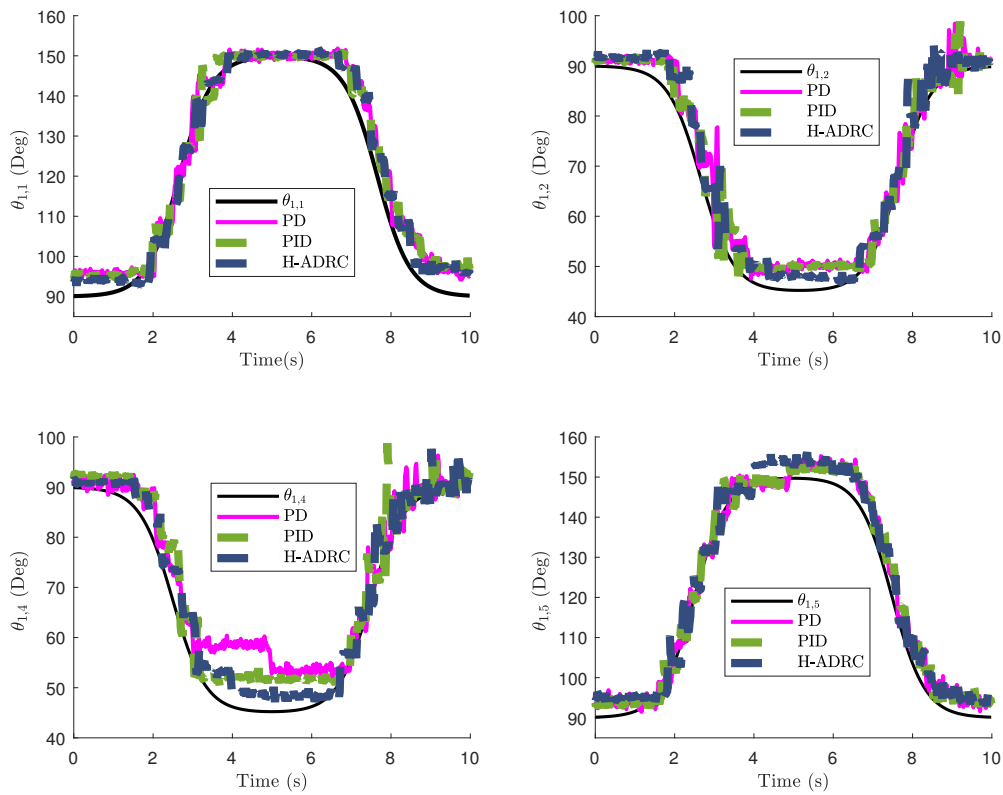 160
150
140
130
120
110
100
90
θ1,1 (Deg)
θ1,1
PD
PID
H-ADRC
0 2 4 6 8 10
Time(s)
100
90
80
70
60
50
40
θ1,2 (Deg)
θ1,2
PD
PID
H-ADRC
0 2 4 6 8 10
Time (s)
100
90
80
70
60
50
40
θ1,4 (Deg)
θ1,4
PD
PID
H-ADRC
0 2 4 6 8 10
Time (s)
160
150
140
130
120
110
100
90
θ1,5 (Deg)
θ1,5
PD
PID
H-ADRC
0 2 4 6 8 10
Time (s)